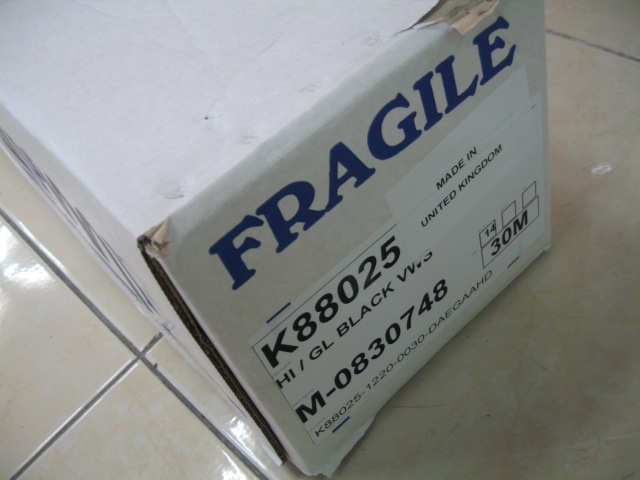 FRAGILE
MADE IN
UNITED KINGDOM
K88025
HI / GL BLACK
14
30M
M-0830748
K88025-1220-0030-DAEGAAHD